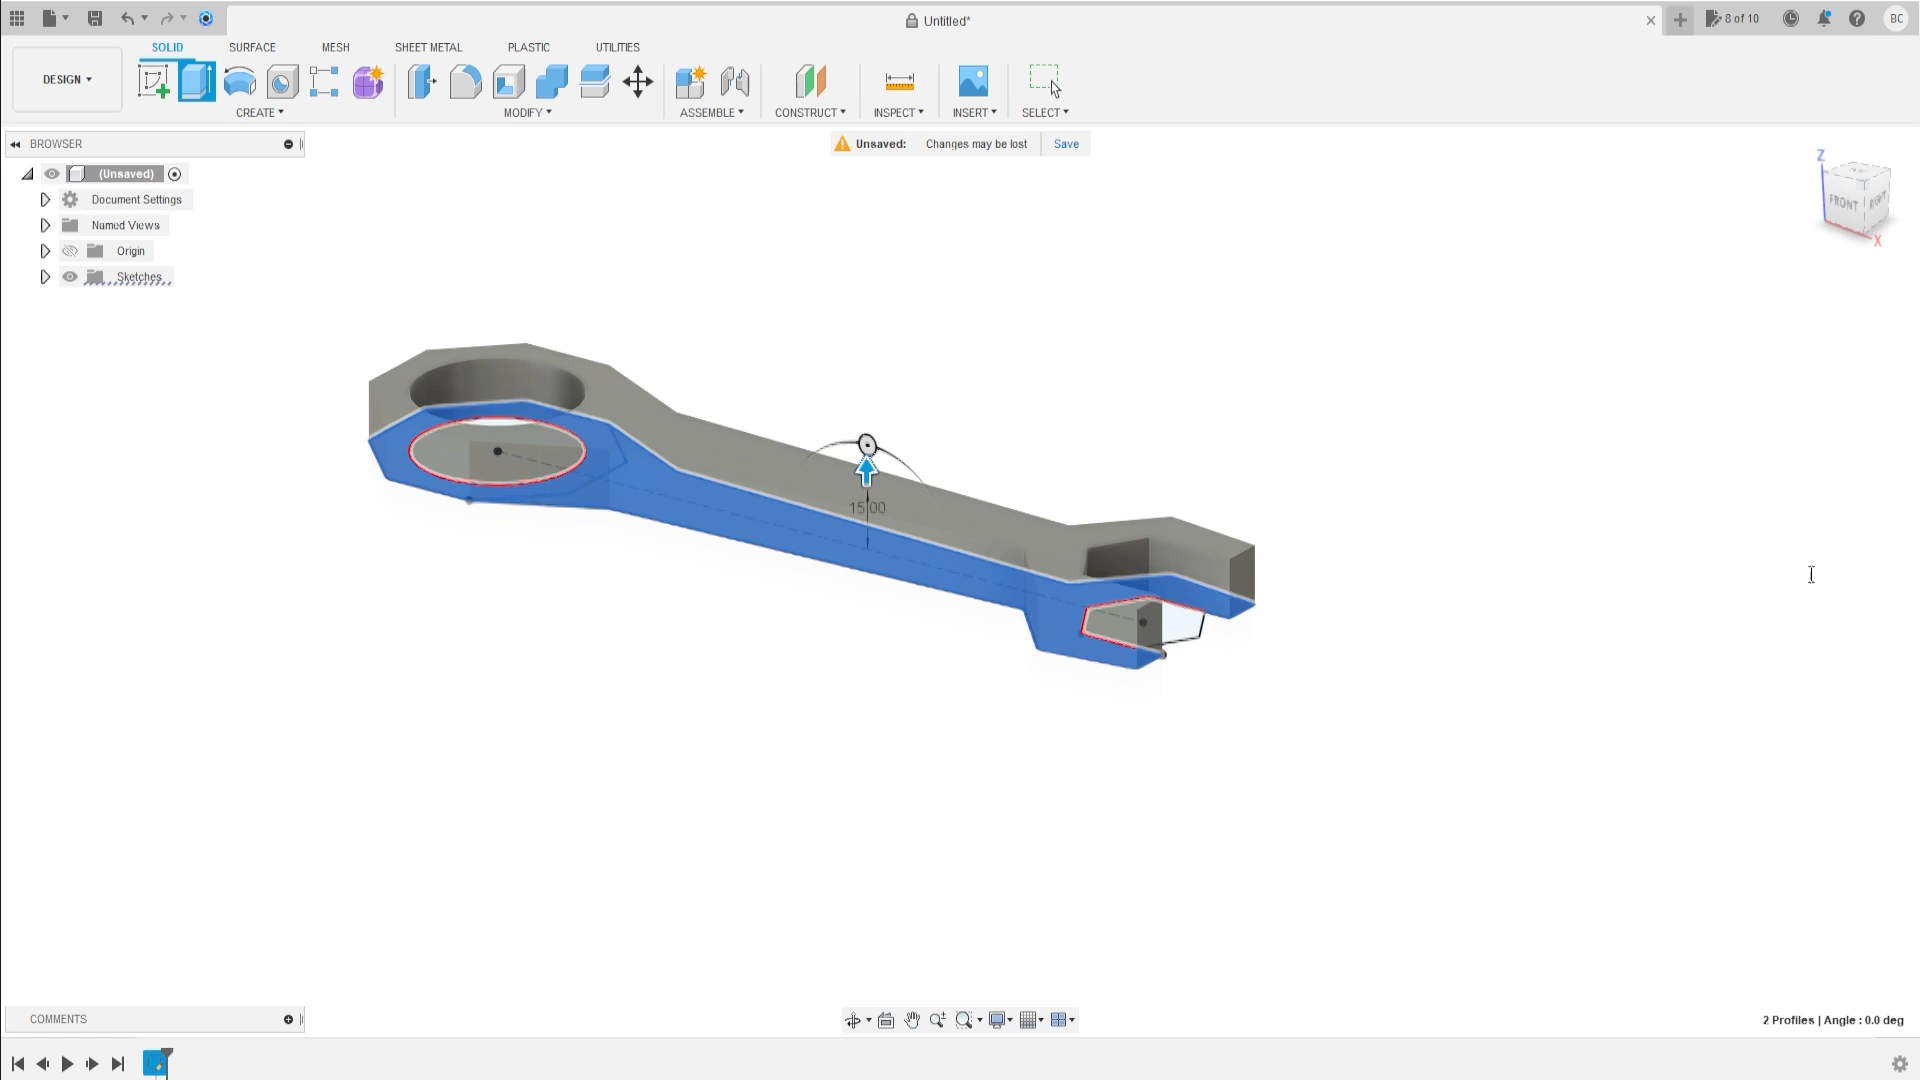 Untitled*
8 of 10
BC
DESIGN
SOLID
SURFACE
MESH
SHEET METAL
PLASTIC
UTILITIES
CREATE
MODIFY
ASSEMBLE
CONSTRUCT
INSPECT
INSERT
SELECT
BROWSER
Unsaved: Changes may be lost Save
(Unsaved)
Document Settings
Named Views
Origin
Sketches
Z
FRONT
RIGHT
X
15.00
COMMENTS
2 Profiles | Angle : 0.0 deg